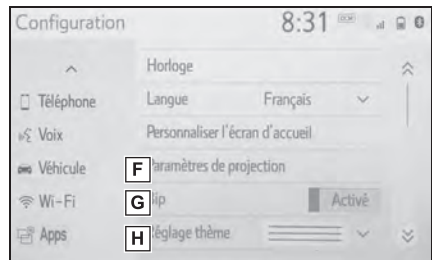 Configuration 8:31 DCM
Horloge
Téléphone
Langue Français
Voix
Personnaliser l'écran d'accueil
Véhicule
F aramètres de projection
Wi-Fi
G ip Activé
Apps
H églage thème